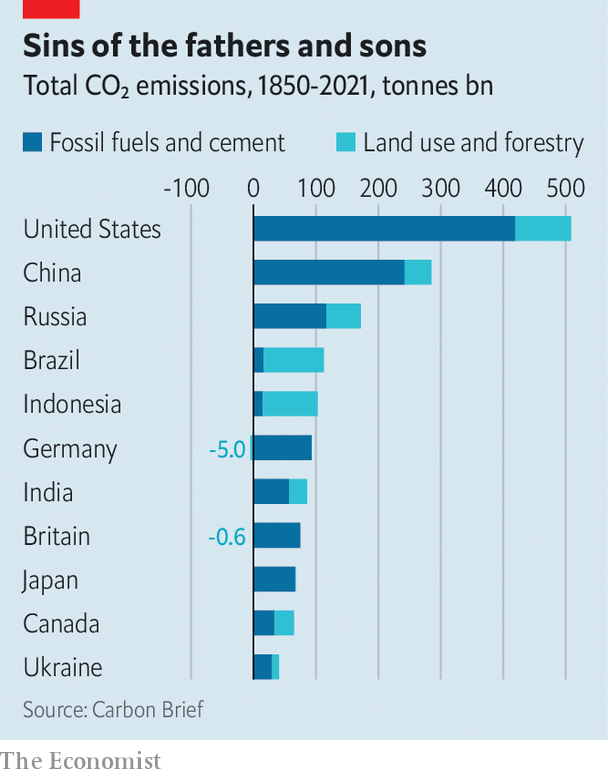 Sins of the fathers and sons
Total CO₂ emissions, 1850-2021, tonnes bn
Fossil fuels and cement Land use and forestry
-100 0 100 200 300 400 500
United States
China
Russia
Brazil
Indonesia
Germany -5.0
India
Britain -0.6
Japan
Canada
Ukraine
Source: Carbon Brief
The Economist